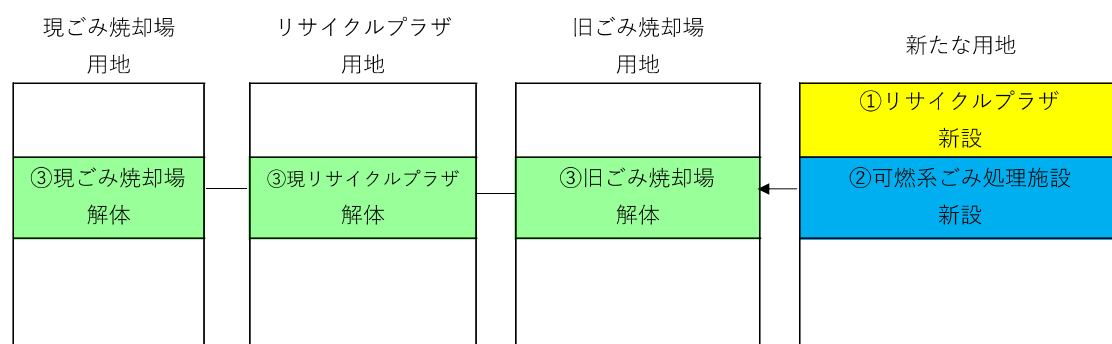 現ごみ焼却場
用地
リサイクルプラザ
用地
旧ごみ焼却場
用地
新たな用地
①リサイクルプラザ
新設
③現ごみ焼却場
解体
③現リサイクルプラザ
解体
③旧ごみ焼却場
解体
②可燃系ごみ処理施設
新設